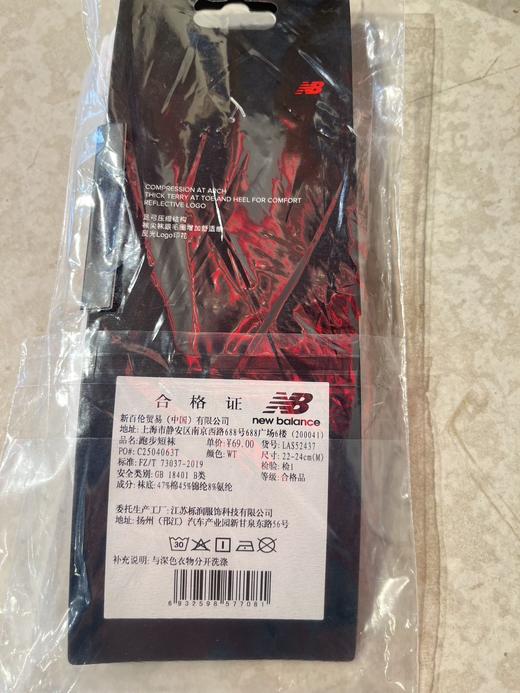 NB
COMPRESSION AT ARCH
THICK TERRY AT TOE AND HEEL FOR COMFORT
REFLECTIVE LOGO
足弓压缩结构
袜尖袜跟毛圈增加舒适感
反光Logo印花
合格证 NB
新百伦贸易（中国）有限公司 new balance
地址: 上海市静安区南京西路688号688广场6楼 (200041)
品名:跑步短袜 单价:¥69.00 货号:LAS52437
PO#: C2504063T 颜色:WT 尺寸:22-24cm(M)
标准:FZ/T 73037-2019 检验:检1
安全类别:GB 18401 B类 等级:合格品
成分: 袜底:47%棉45%锦纶8%氨纶
委托生产工厂:江苏栎润服饰科技有限公司
地址: 扬州（邗江）汽车产业园新甘泉东路56号
30
补充说明: 与深色衣物分开洗涤
6932598577081